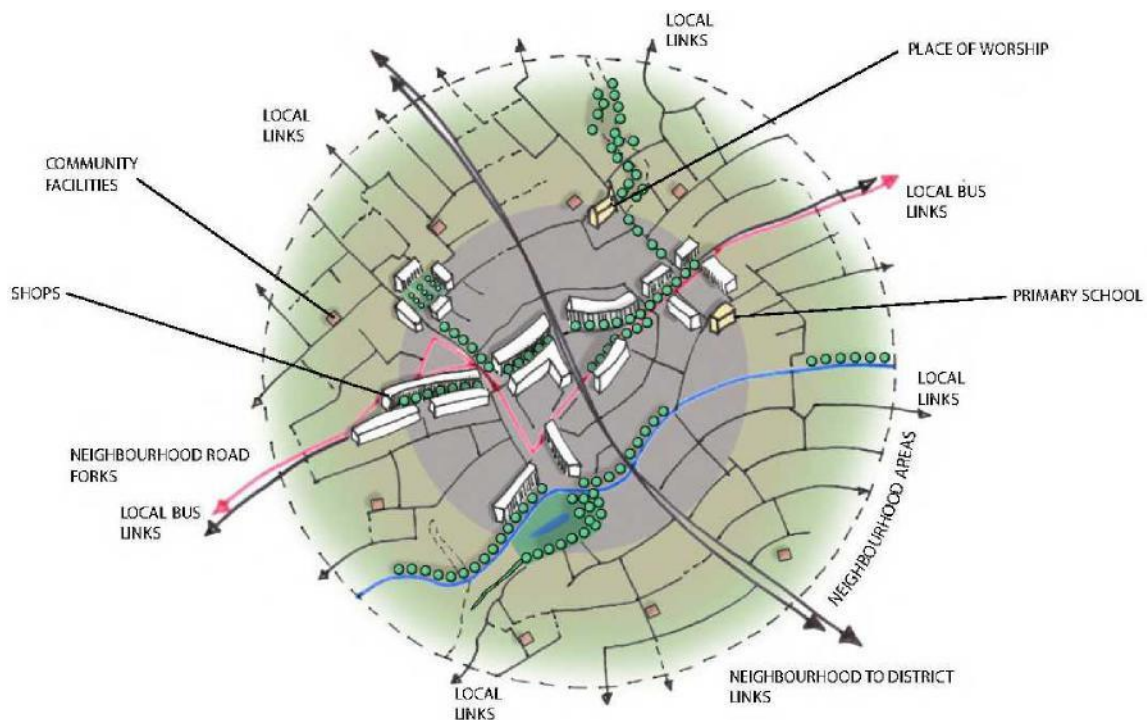 LOCAL
LINKS
PLACE OF WORSHIP
LOCAL
LINKS
COMMUNITY
FACILITIES
LOCAL BUS
LINKS
SHOPS
PRIMARY SCHOOL
LOCAL
LINKS
NEIGHBOURHOOD ROAD
FORKS
LOCAL BUS
LINKS
NEIGHBOURHOOD AREAS
NEIGHBOURHOOD TO DISTRICT
LINKS
LOCAL
LINKS